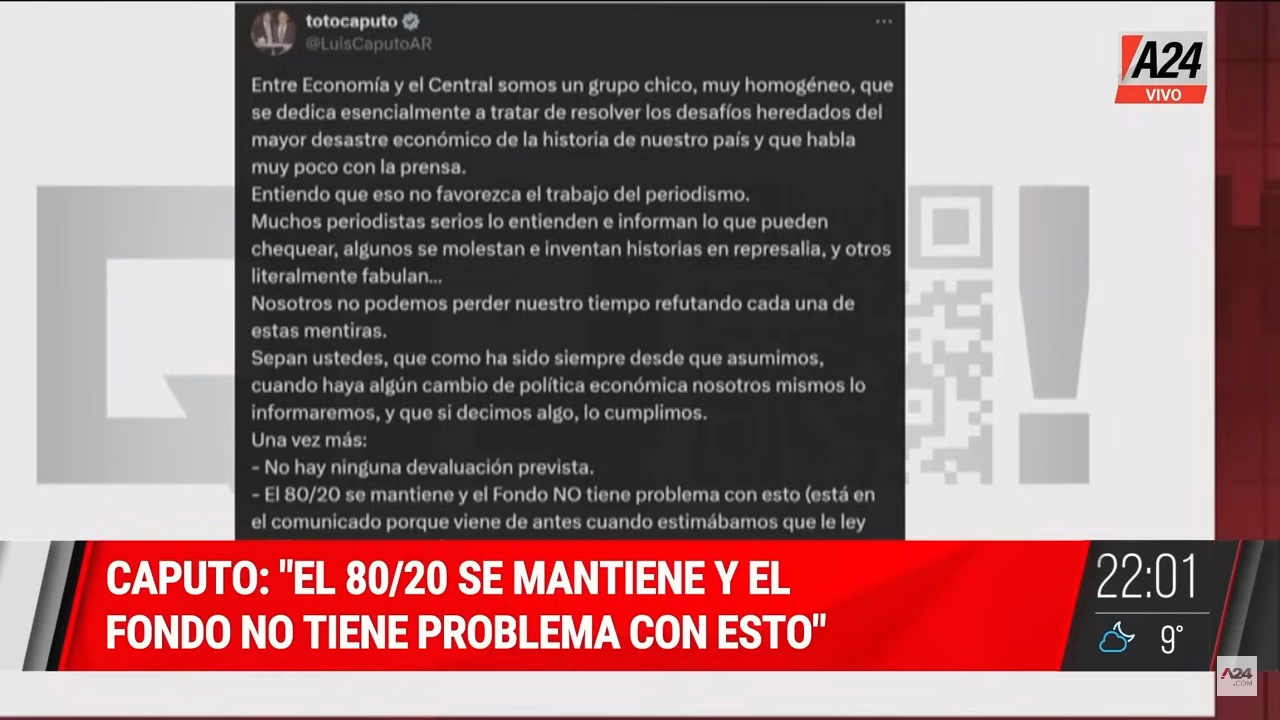 totocaputo
@LuisCaputoAR
Entre Economía y el Central somos un grupo chico, muy homogéneo, que
se dedica esencialmente a tratar de resolver los desafíos heredados del
mayor desastre económico de la historia de nuestro país y que habla
muy poco con la prensa.
Entiendo que eso no favorezca el trabajo del periodismo.
Muchos periodistas serios lo entienden e informan lo que pueden
chequear, algunos se molestan e inventan historias en represalia, y otros
literalmente fabulan...
Nosotros no podemos perder nuestro tiempo refutando cada una de
estas mentiras.
Sepan ustedes, que como ha sido siempre desde que asumimos,
cuando haya algún cambio de política económica nosotros mismos lo
informaremos, y que si decimos algo, lo cumplimos.
Una vez más:
- No hay ninguna devaluación prevista.
- El 80/20 se mantiene y el Fondo NO tiene problema con esto (está en
el comunicado porque viene de antes cuando estimábamos que le ley
A24
VIVO
CAPUTO: "EL 80/20 SE MANTIENE Y EL
FONDO NO TIENE PROBLEMA CON ESTO"
22:01
9°
A24
.COM